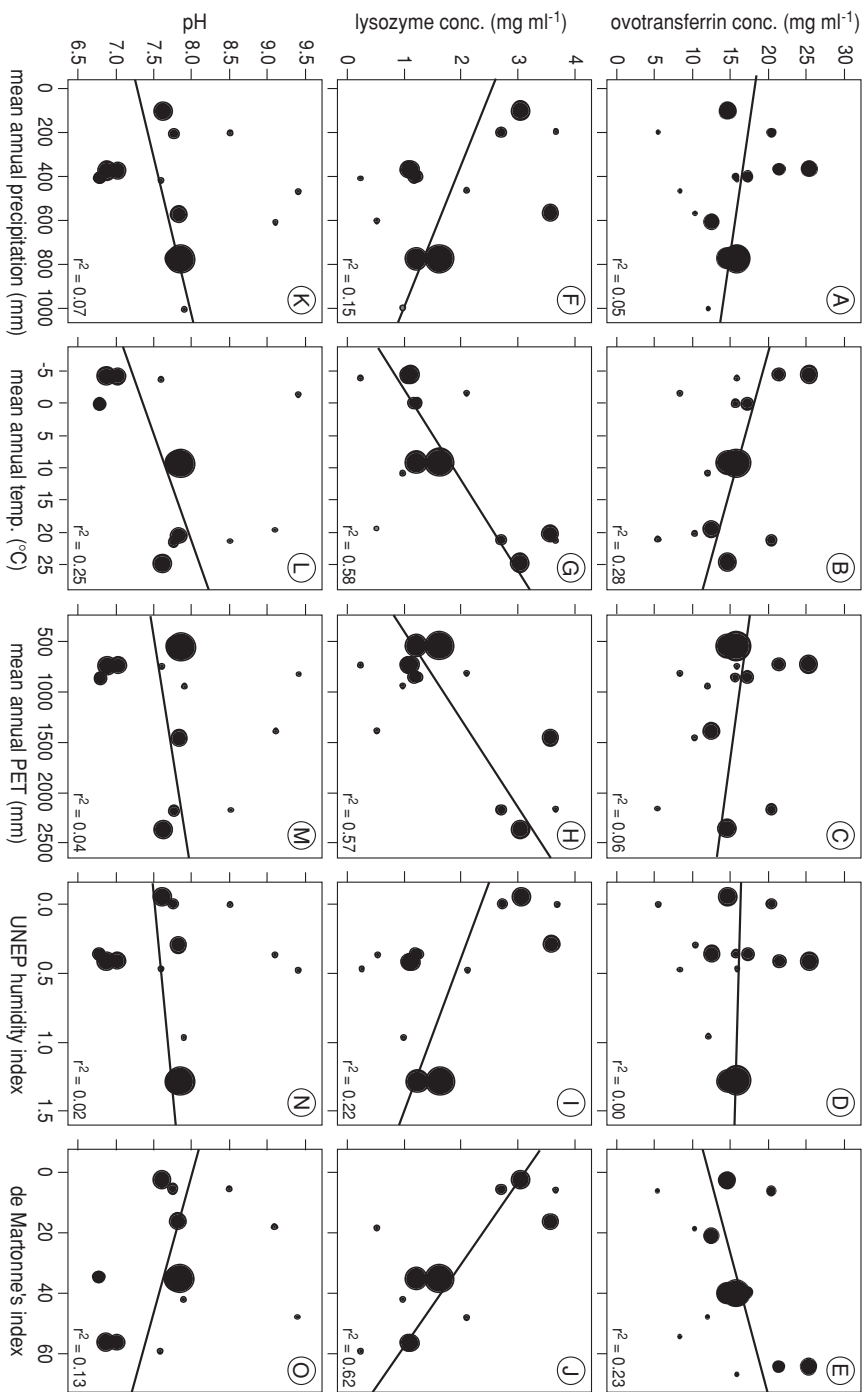 ovotransferrin conc. (mg ml-1)
30
25
20
15
10
5
0
A
r2 = 0.05
B
r2 = 0.28
C
r2 = 0.06
D
r2 = 0.00
E
r2 = 0.23
lysozyme conc. (mg ml-1)
4
3
2
1
0
F
r2 = 0.15
G
r2 = 0.58
H
r2 = 0.57
I
r2 = 0.22
J
r2 = 0.62
pH
9.5
9.0
8.5
8.0
7.5
7.0
6.5
K
r2 = 0.07
L
r2 = 0.25
M
r2 = 0.04
N
r2 = 0.02
O
r2 = 0.13
0 200 400 600 800 1000
-5 0 5 10 15 20 25
500 1000 1500 2000 2500
0.0 0.5 1.0 1.5
0 20 40 60
mean annual precipitation (mm)
mean annual temp. (°C)
mean annual PET (mm)
UNEP humidity index
de Martonne's index